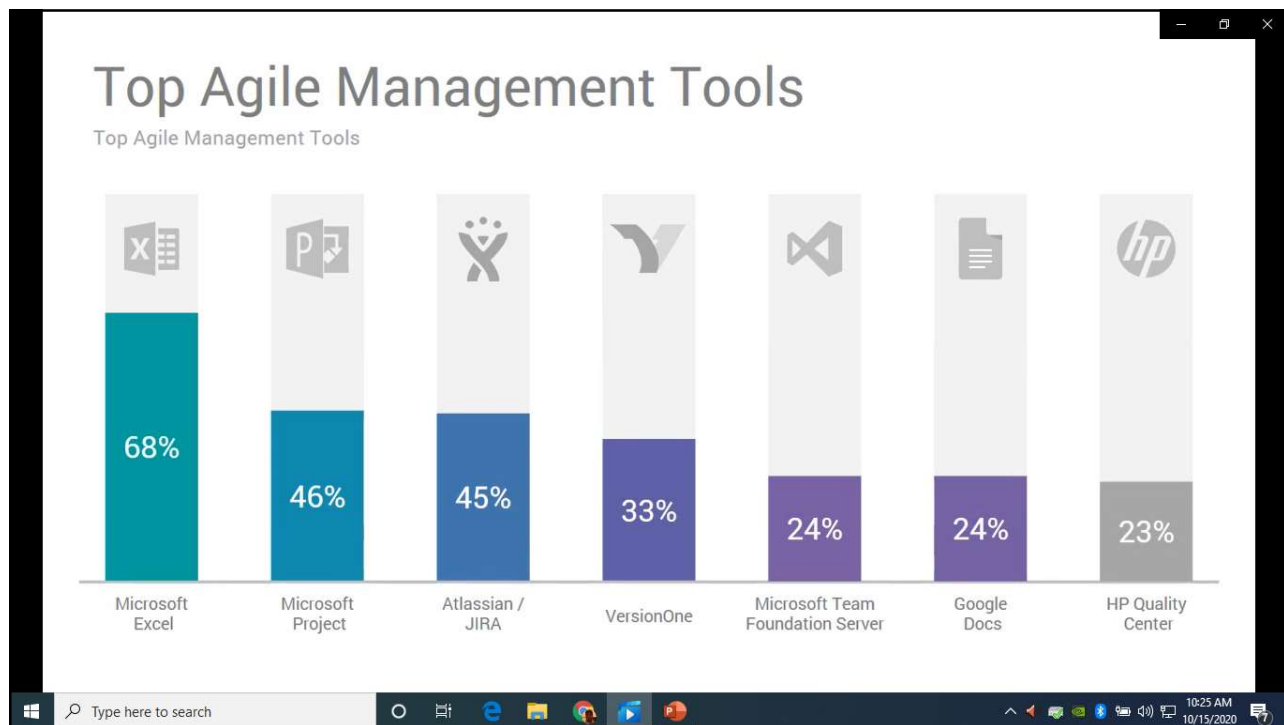 Top Agile Management Tools
Top Agile Management Tools
X
P
hp
68%
46%
45%
33%
24%
24%
23%
Microsoft
Excel
Microsoft
Project
Atlassian /
JIRA
VersionOne
Microsoft Team
Foundation Server
Google
Docs
HP Quality
Center
Type here to search
10:25 AM
10/15/2020